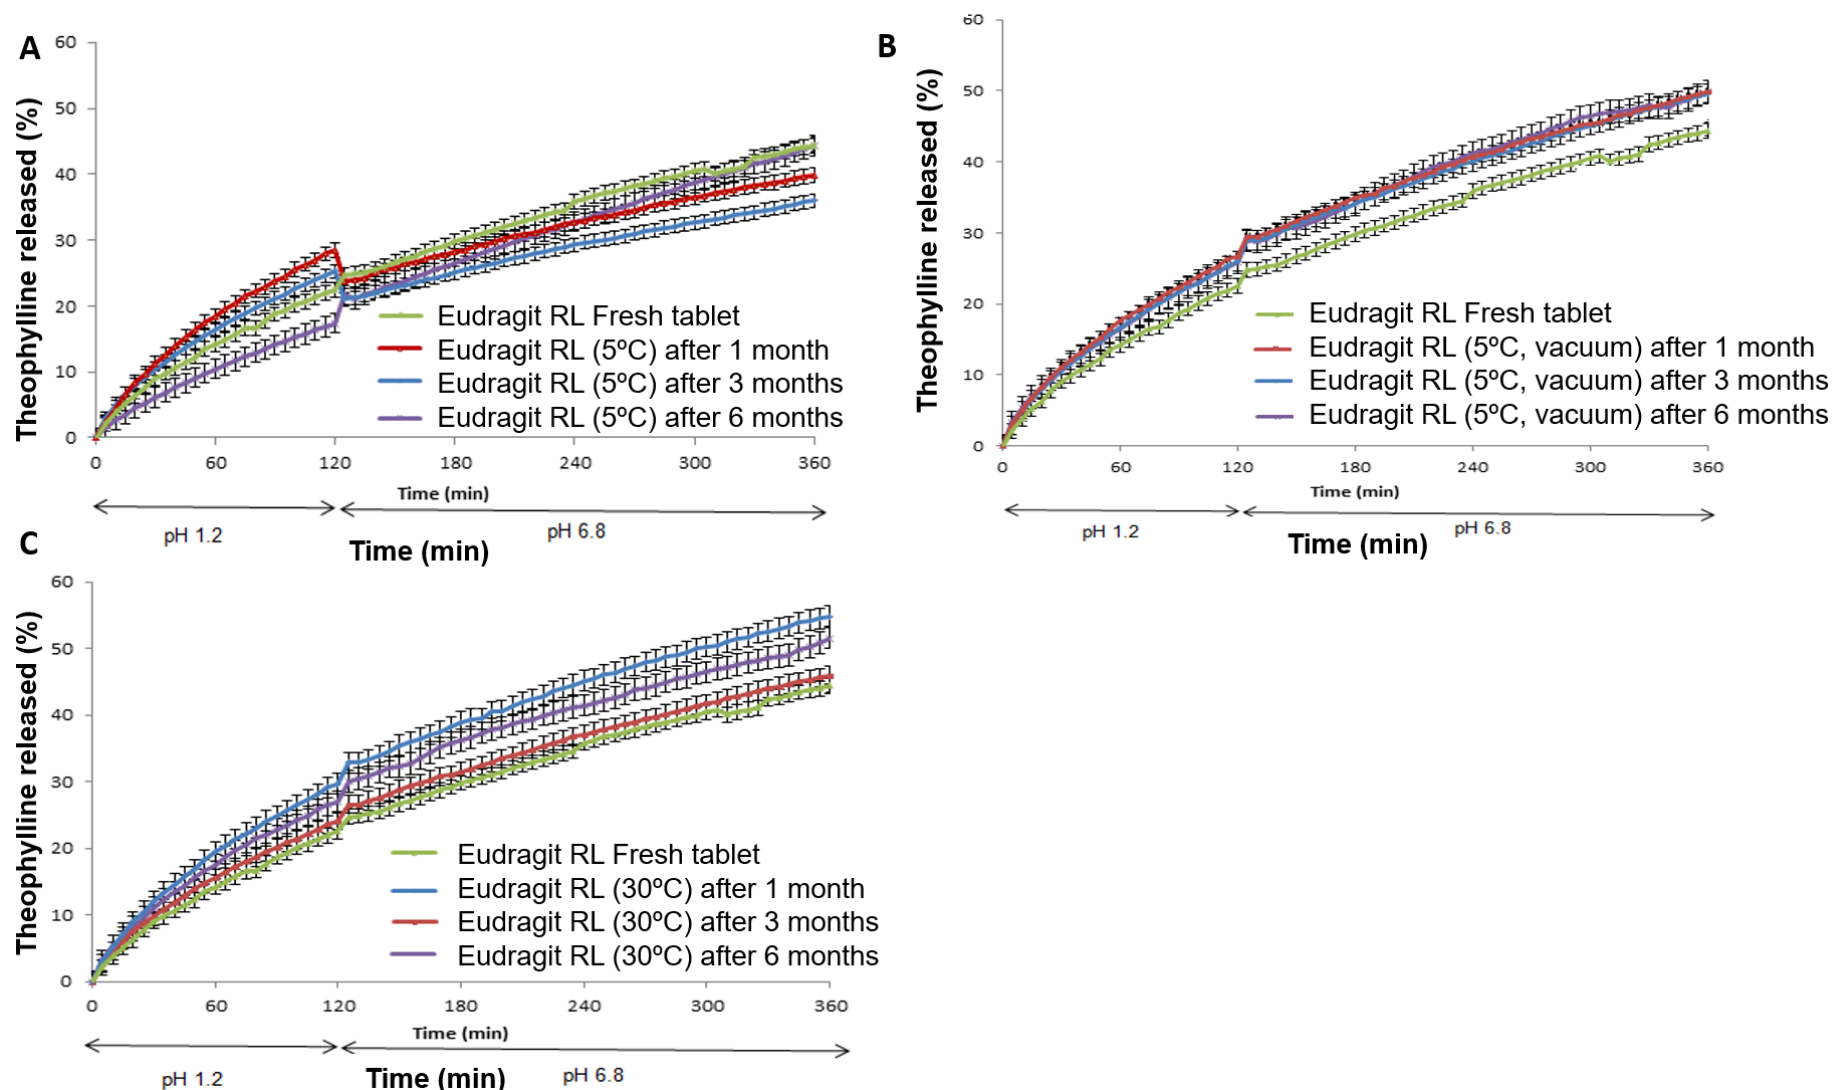 A
Theophylline released (%)
60
50
40
30
20
10
0
Eudragit RL Fresh tablet
Eudragit RL (5ºC) after 1 month
Eudragit RL (5ºC) after 3 months
Eudragit RL (5ºC) after 6 months
0 60 120 180 240 300 360
Time (min)
pH 1.2 pH 6.8
Time (min)
B
Theophylline released (%)
60
50
40
30
20
10
0
Eudragit RL Fresh tablet
Eudragit RL (5ºC, vacuum) after 1 month
Eudragit RL (5ºC, vacuum) after 3 months
Eudragit RL (5ºC, vacuum) after 6 months
0 60 120 180 240 300 360
Time (min)
pH 1.2 pH 6.8
Time (min)
C
Theophylline released (%)
60
50
40
30
20
10
0
Eudragit RL Fresh tablet
Eudragit RL (30ºC) after 1 month
Eudragit RL (30ºC) after 3 months
Eudragit RL (30ºC) after 6 months
0 60 120 180 240 300 360
Time (min)
pH 1.2 pH 6.8
Time (min)